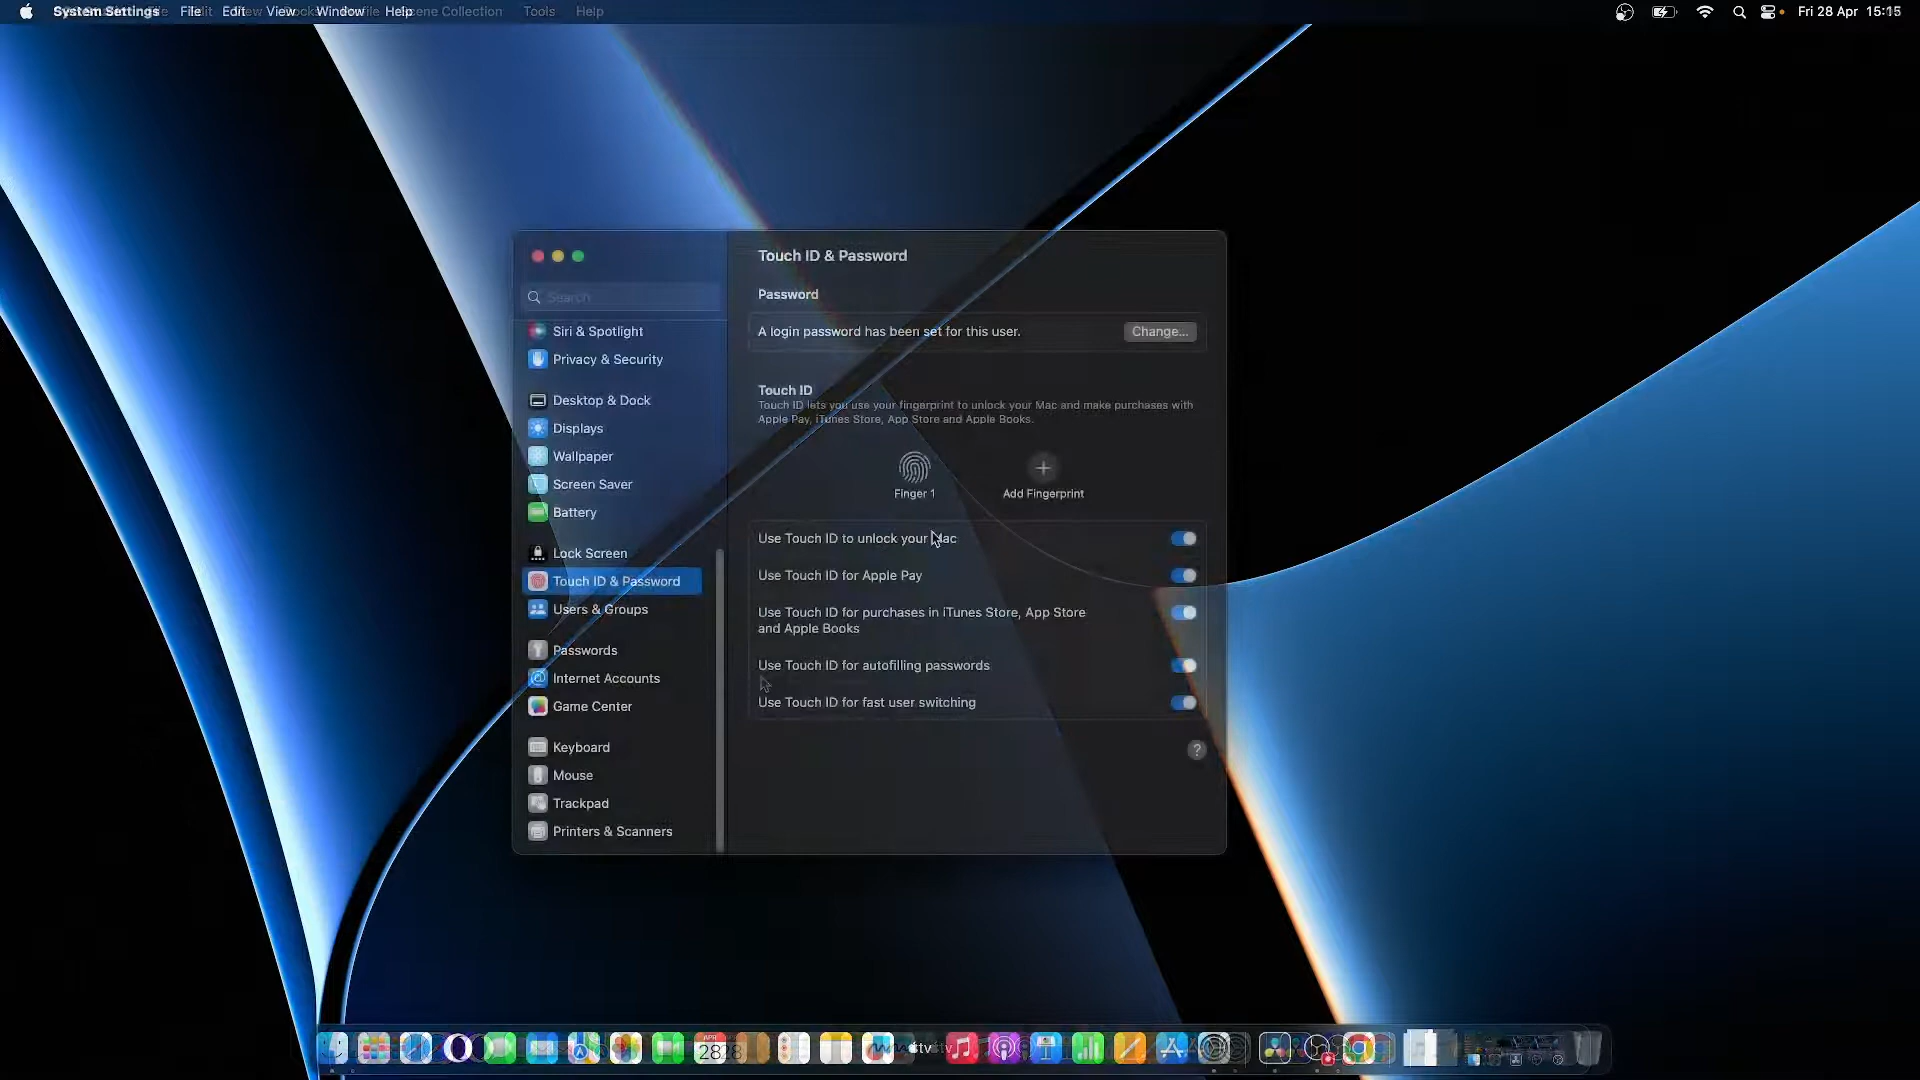 System Settings File Edit View Window Help Scene Collection Tools Help
Fri 28 Apr 15:15
Touch ID & Password
Password
Search
A login password has been set for this user. Change...
Siri & Spotlight
Privacy & Security
Touch ID
Desktop & Dock
Touch ID lets you use your fingerprint to unlock your Mac and make purchases with
Apple Pay, iTunes Store, App Store and Apple Books.
Displays
Wallpaper
Screen Saver
Finger 1 Add Fingerprint
Battery
Use Touch ID to unlock your Mac
Lock Screen
Use Touch ID for Apple Pay
Touch ID & Password
Users & Groups
Use Touch ID for purchases in iTunes Store, App Store
and Apple Books
Passwords
Use Touch ID for autofilling passwords
Internet Accounts
Use Touch ID for fast user switching
Game Center
Keyboard
?
Mouse
Trackpad
Printers & Scanners
APR
28
tv